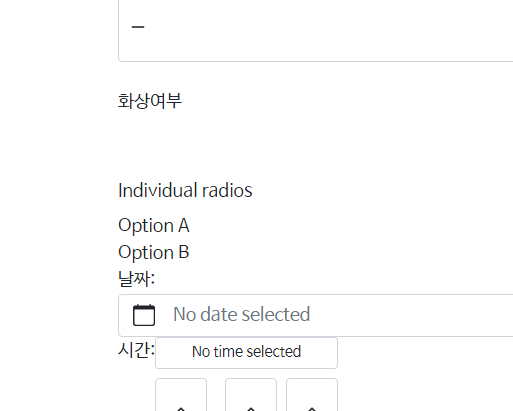 화상여부
Individual radios
Option A
Option B
날짜:
No date selected
시간: No time selected